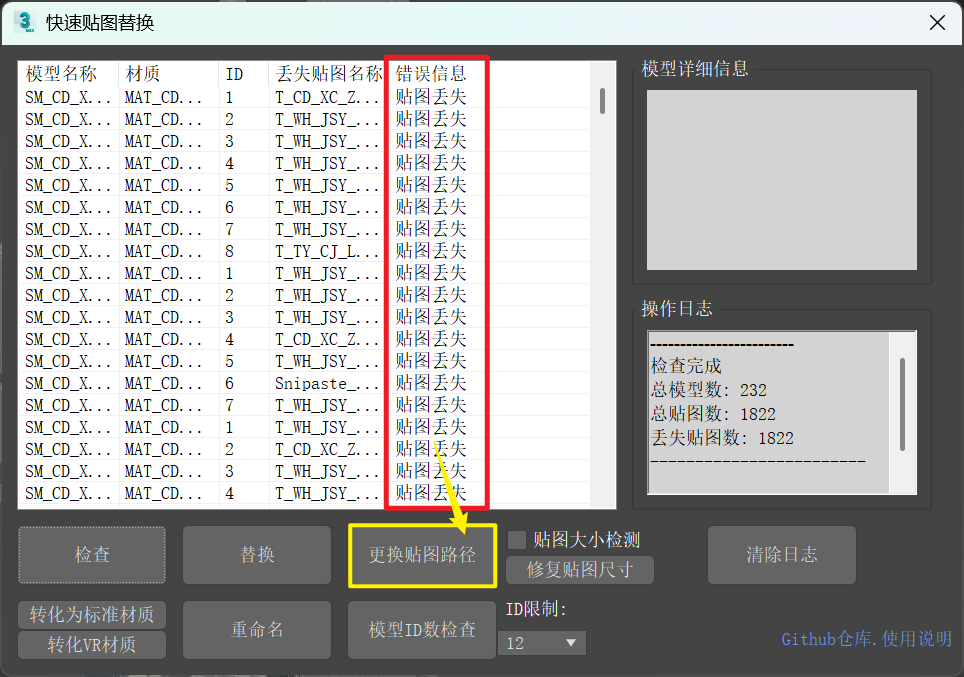 快速贴图替换
模型名称 材质 ID 丢失贴图名称 错误信息
SM_CD_X... MAT_CD... 1 T_CD_XC_Z... 贴图丢失
SM_CD_X... MAT_CD... 2 T_WH_JSY_... 贴图丢失
SM_CD_X... MAT_CD... 3 T_WH_JSY_... 贴图丢失
SM_CD_X... MAT_CD... 4 T_WH_JSY_... 贴图丢失
SM_CD_X... MAT_CD... 5 T_WH_JSY_... 贴图丢失
SM_CD_X... MAT_CD... 6 T_WH_JSY_... 贴图丢失
SM_CD_X... MAT_CD... 7 T_WH_JSY_... 贴图丢失
SM_CD_X... MAT_CD... 8 T_TY_CJ_L... 贴图丢失
SM_CD_X... MAT_CD... 1 T_WH_JSY_... 贴图丢失
SM_CD_X... MAT_CD... 2 T_WH_JSY_... 贴图丢失
SM_CD_X... MAT_CD... 3 T_WH_JSY_... 贴图丢失
SM_CD_X... MAT_CD... 4 T_CD_XC_Z... 贴图丢失
SM_CD_X... MAT_CD... 5 T_WH_JSY_... 贴图丢失
SM_CD_X... MAT_CD... 6 Snipaste_... 贴图丢失
SM_CD_X... MAT_CD... 7 T_WH_JSY_... 贴图丢失
SM_CD_X... MAT_CD... 1 T_WH_JSY_... 贴图丢失
SM_CD_X... MAT_CD... 2 T_CD_XC_Z... 贴图丢失
SM_CD_X... MAT_CD... 3 T_WH_JSY_... 贴图丢失
SM_CD_X... MAT_CD... 4 T_WH_JSY_... 贴图丢失
模型详细信息
操作日志
------------------------
检查完成
总模型数: 232
总贴图数: 1822
丢失贴图数: 1822
------------------------
检查
替换
更换贴图路径
贴图大小检测
修复贴图尺寸
清除日志
转化为标准材质
转化VR材质
重命名
模型ID数检查
ID限制:
12
Github仓库.使用说明